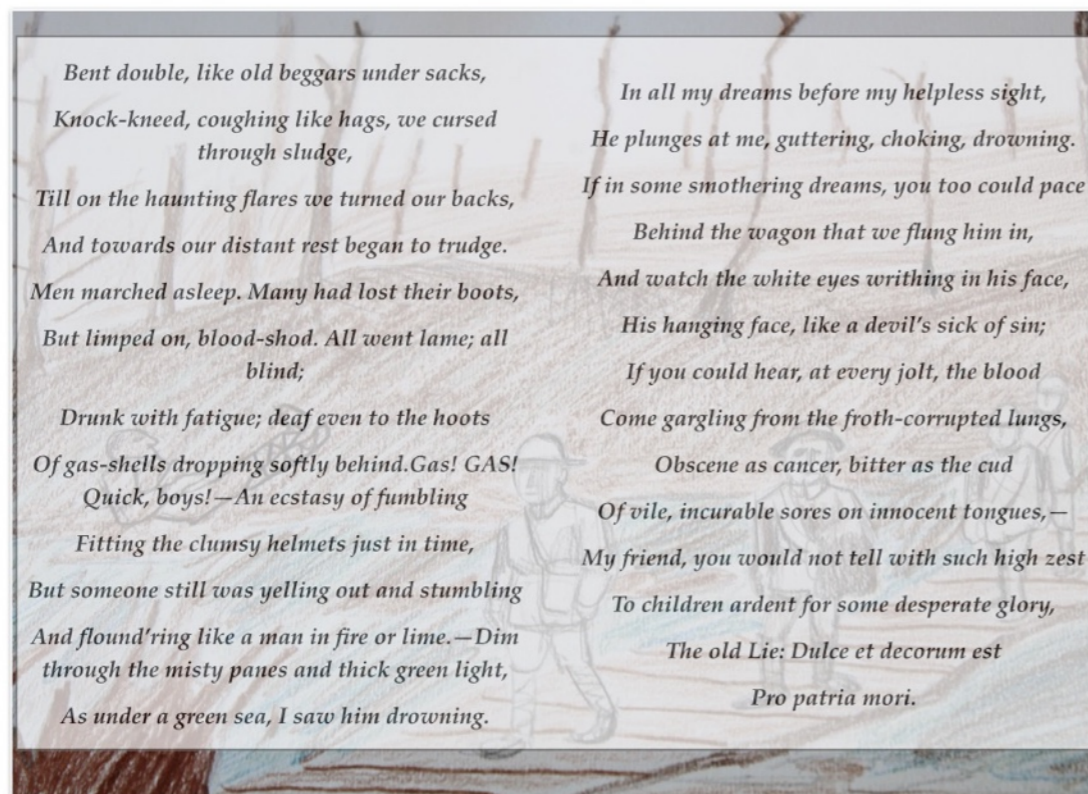 Bent double, like old beggars under sacks,
Knock-kneed, coughing like hags, we cursed
through sludge,
Till on the haunting flares we turned our backs,
And towards our distant rest began to trudge.
Men marched asleep. Many had lost their boots,
But limped on, blood-shod. All went lame; all
blind;
Drunk with fatigue; deaf even to the hoots
Of gas-shells dropping softly behind.Gas! GAS!
Quick, boys!—An ecstasy of fumbling
Fitting the clumsy helmets just in time,
But someone still was yelling out and stumbling
And flound'ring like a man in fire or lime.—Dim
through the misty panes and thick green light,
As under a green sea, I saw him drowning.
In all my dreams before my helpless sight,
He plunges at me, guttering, choking, drowning.
If in some smothering dreams, you too could pace
Behind the wagon that we flung him in,
And watch the white eyes writhing in his face,
His hanging face, like a devil's sick of sin;
If you could hear, at every jolt, the blood
Come gargling from the froth-corrupted lungs,
Obscene as cancer, bitter as the cud
Of vile, incurable sores on innocent tongues,—
My friend, you would not tell with such high zest
To children ardent for some desperate glory,
The old Lie: Dulce et decorum est
Pro patria mori.